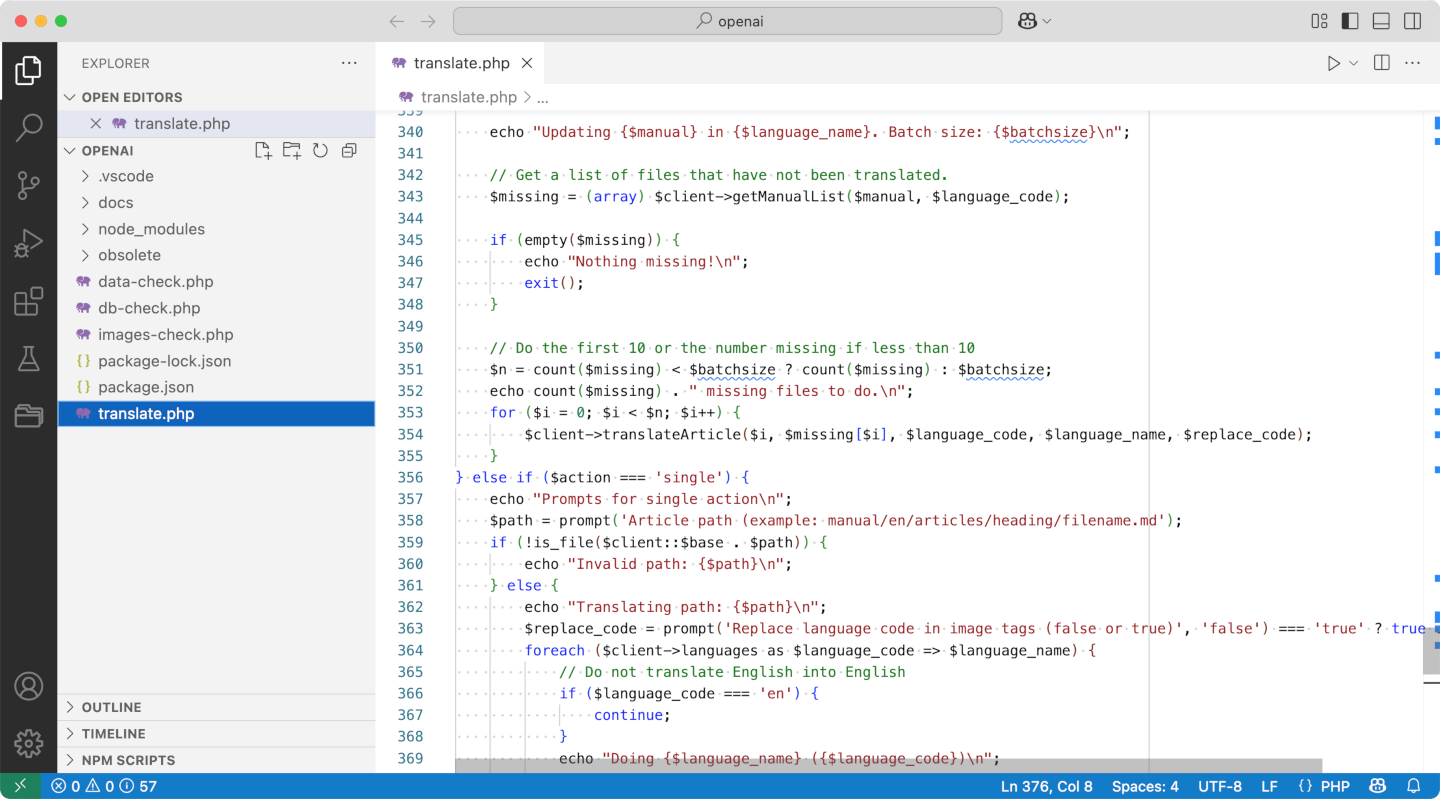 openai
EXPLORER
OPEN EDITORS
translate.php
OPENAI
.vscode
docs
node_modules
obsolete
data-check.php
db-check.php
images-check.php
package-lock.json
package.json
translate.php
OUTLINE
TIMELINE
NPM SCRIPTS
translate.php
translate.php > ...
339
340 echo "Updating {$manual} in {$language_name}. Batch size: {$batchsize}\n";
341
342 // Get a list of files that have not been translated.
343 $missing = (array) $client->getManualList($manual, $language_code);
344
345 if (empty($missing)) {
346 echo "Nothing missing!\n";
347 exit();
348 }
349
350 // Do the first 10 or the number missing if less than 10
351 $n = count($missing) < $batchsize ? count($missing) : $batchsize;
352 echo count($missing) . " missing files to do.\n";
353 for ($i = 0; $i < $n; $i++) {
354 $client->translateArticle($i, $missing[$i], $language_code, $language_name, $replace_code);
355 }
356 } else if ($action === 'single') {
357 echo "Prompts for single action\n";
358 $path = prompt('Article path (example: manual/en/articles/heading/filename.md');
359 if (!is_file($client::$base . $path)) {
360 echo "Invalid path: {$path}\n";
361 } else {
362 echo "Translating path: {$path}\n";
363 $replace_code = prompt('Replace language code in image tags (false or true)', 'false') === 'true' ? true
364 foreach ($client->languages as $language_code => $language_name) {
365 // Do not translate English into English
366 if ($language_code === 'en') {
367 continue;
368 }
369 echo "Doing {$language_name} ({$language_code})\n";
0 0 57
Ln 376, Col 8 Spaces: 4 UTF-8 LF {} PHP